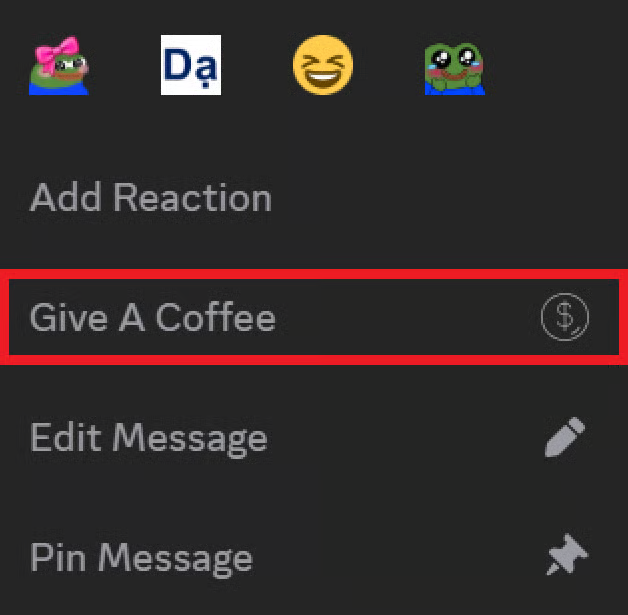 Dạ
Add Reaction
Give A Coffee
$
Edit Message
Pin Message